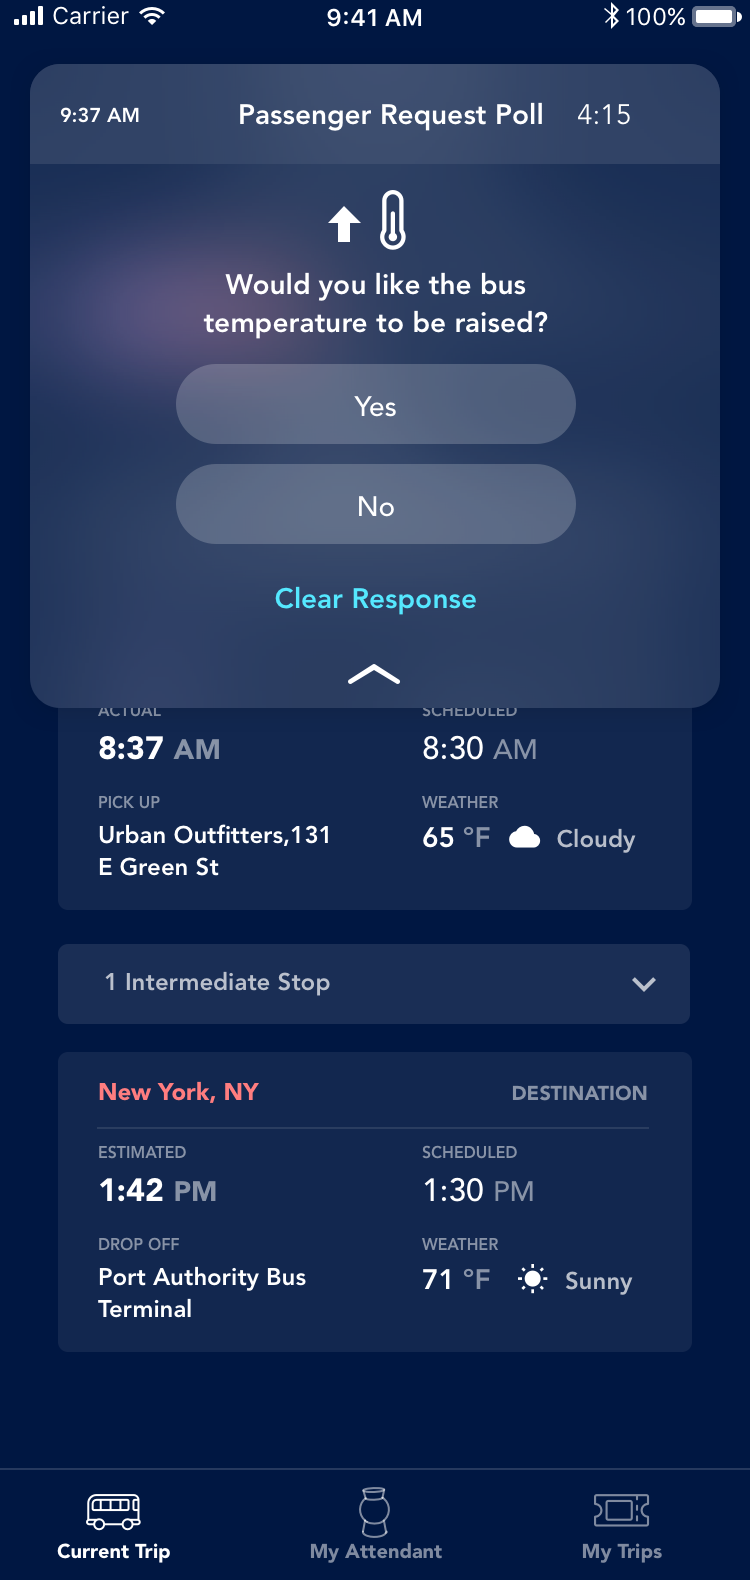 Carrier 9:41 AM 100%
9:37 AM Passenger Request Poll 4:15
Would you like the bus
temperature to be raised?
Yes
No
Clear Response
ACTUAL SCHEDULED
8:37 AM 8:30 AM
PICK UP WEATHER
Urban Outfitters,131 65 °F Cloudy
E Green St
1 Intermediate Stop
New York, NY DESTINATION
ESTIMATED SCHEDULED
1:42 PM 1:30 PM
DROP OFF WEATHER
Port Authority Bus 71 °F Sunny
Terminal
Current Trip My Attendant My Trips